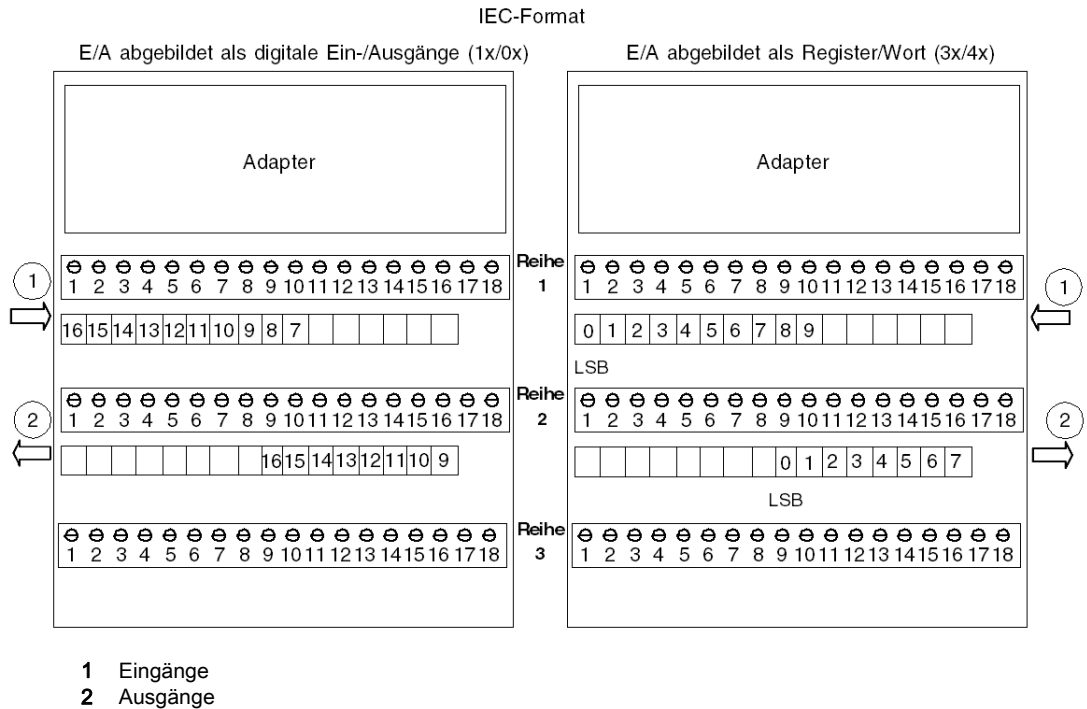 IEC-Format
E/A abgebildet als digitale Ein-/Ausgänge (1x/0x)
E/A abgebildet als Register/Wort (3x/4x)
Adapter
Adapter
Reihe 1
1
1 2 3 4 5 6 7 8 9 10 11 12 13 14 15 16 17 18
1 2 3 4 5 6 7 8 9 10 11 12 13 14 15 16 17 18
1
16 15 14 13 12 11 10 9 8 7
0 1 2 3 4 5 6 7 8 9
LSB
Reihe 2
2
1 2 3 4 5 6 7 8 9 10 11 12 13 14 15 16 17 18
1 2 3 4 5 6 7 8 9 10 11 12 13 14 15 16 17 18
2
16 15 14 13 12 11 10 9
0 1 2 3 4 5 6 7
LSB
Reihe 3
1 2 3 4 5 6 7 8 9 10 11 12 13 14 15 16 17 18
1 2 3 4 5 6 7 8 9 10 11 12 13 14 15 16 17 18
1 Eingänge
2 Ausgänge